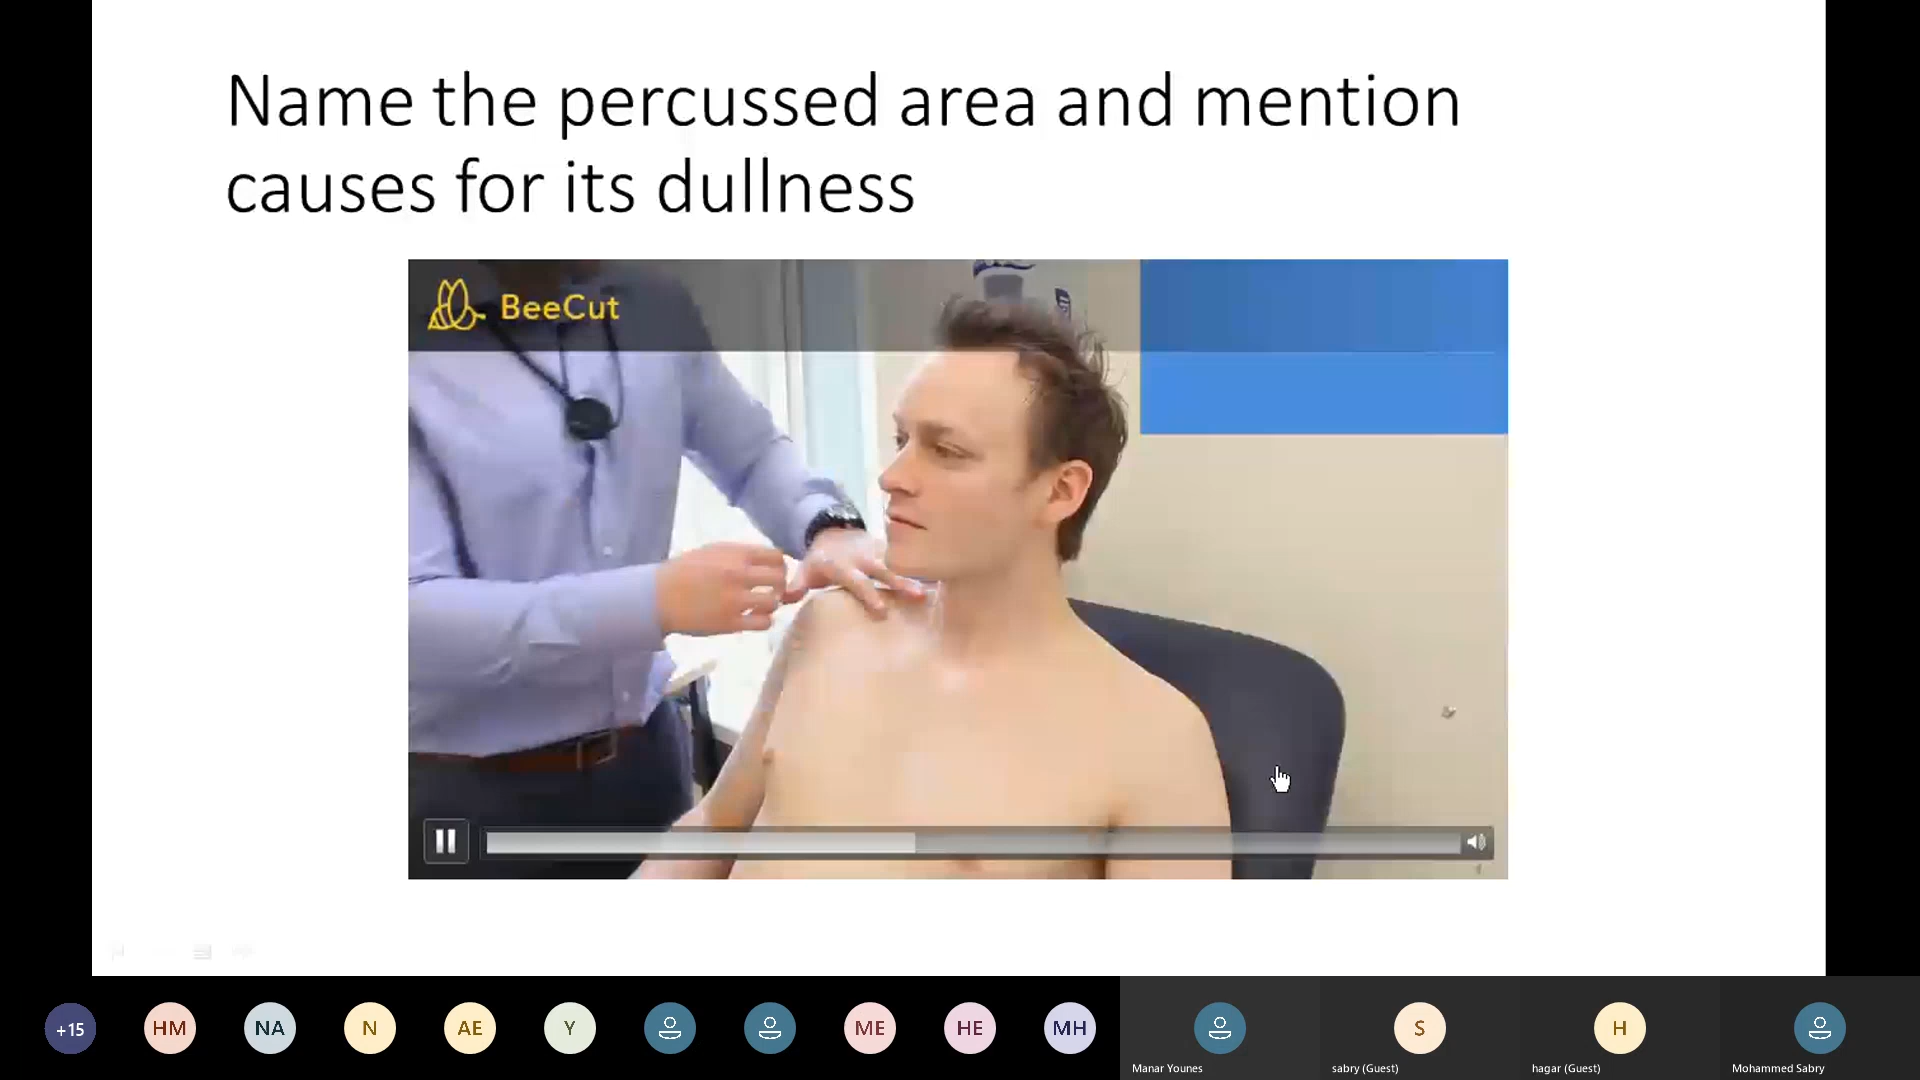 Name the percussed area and mention
causes for its dullness
BeeCut
+15
HM
NA
N
AE
Y
ME
HE
MH
S
H
Manar Younes
sabry (Guest)
hagar (Guest)
Mohammed Sabry